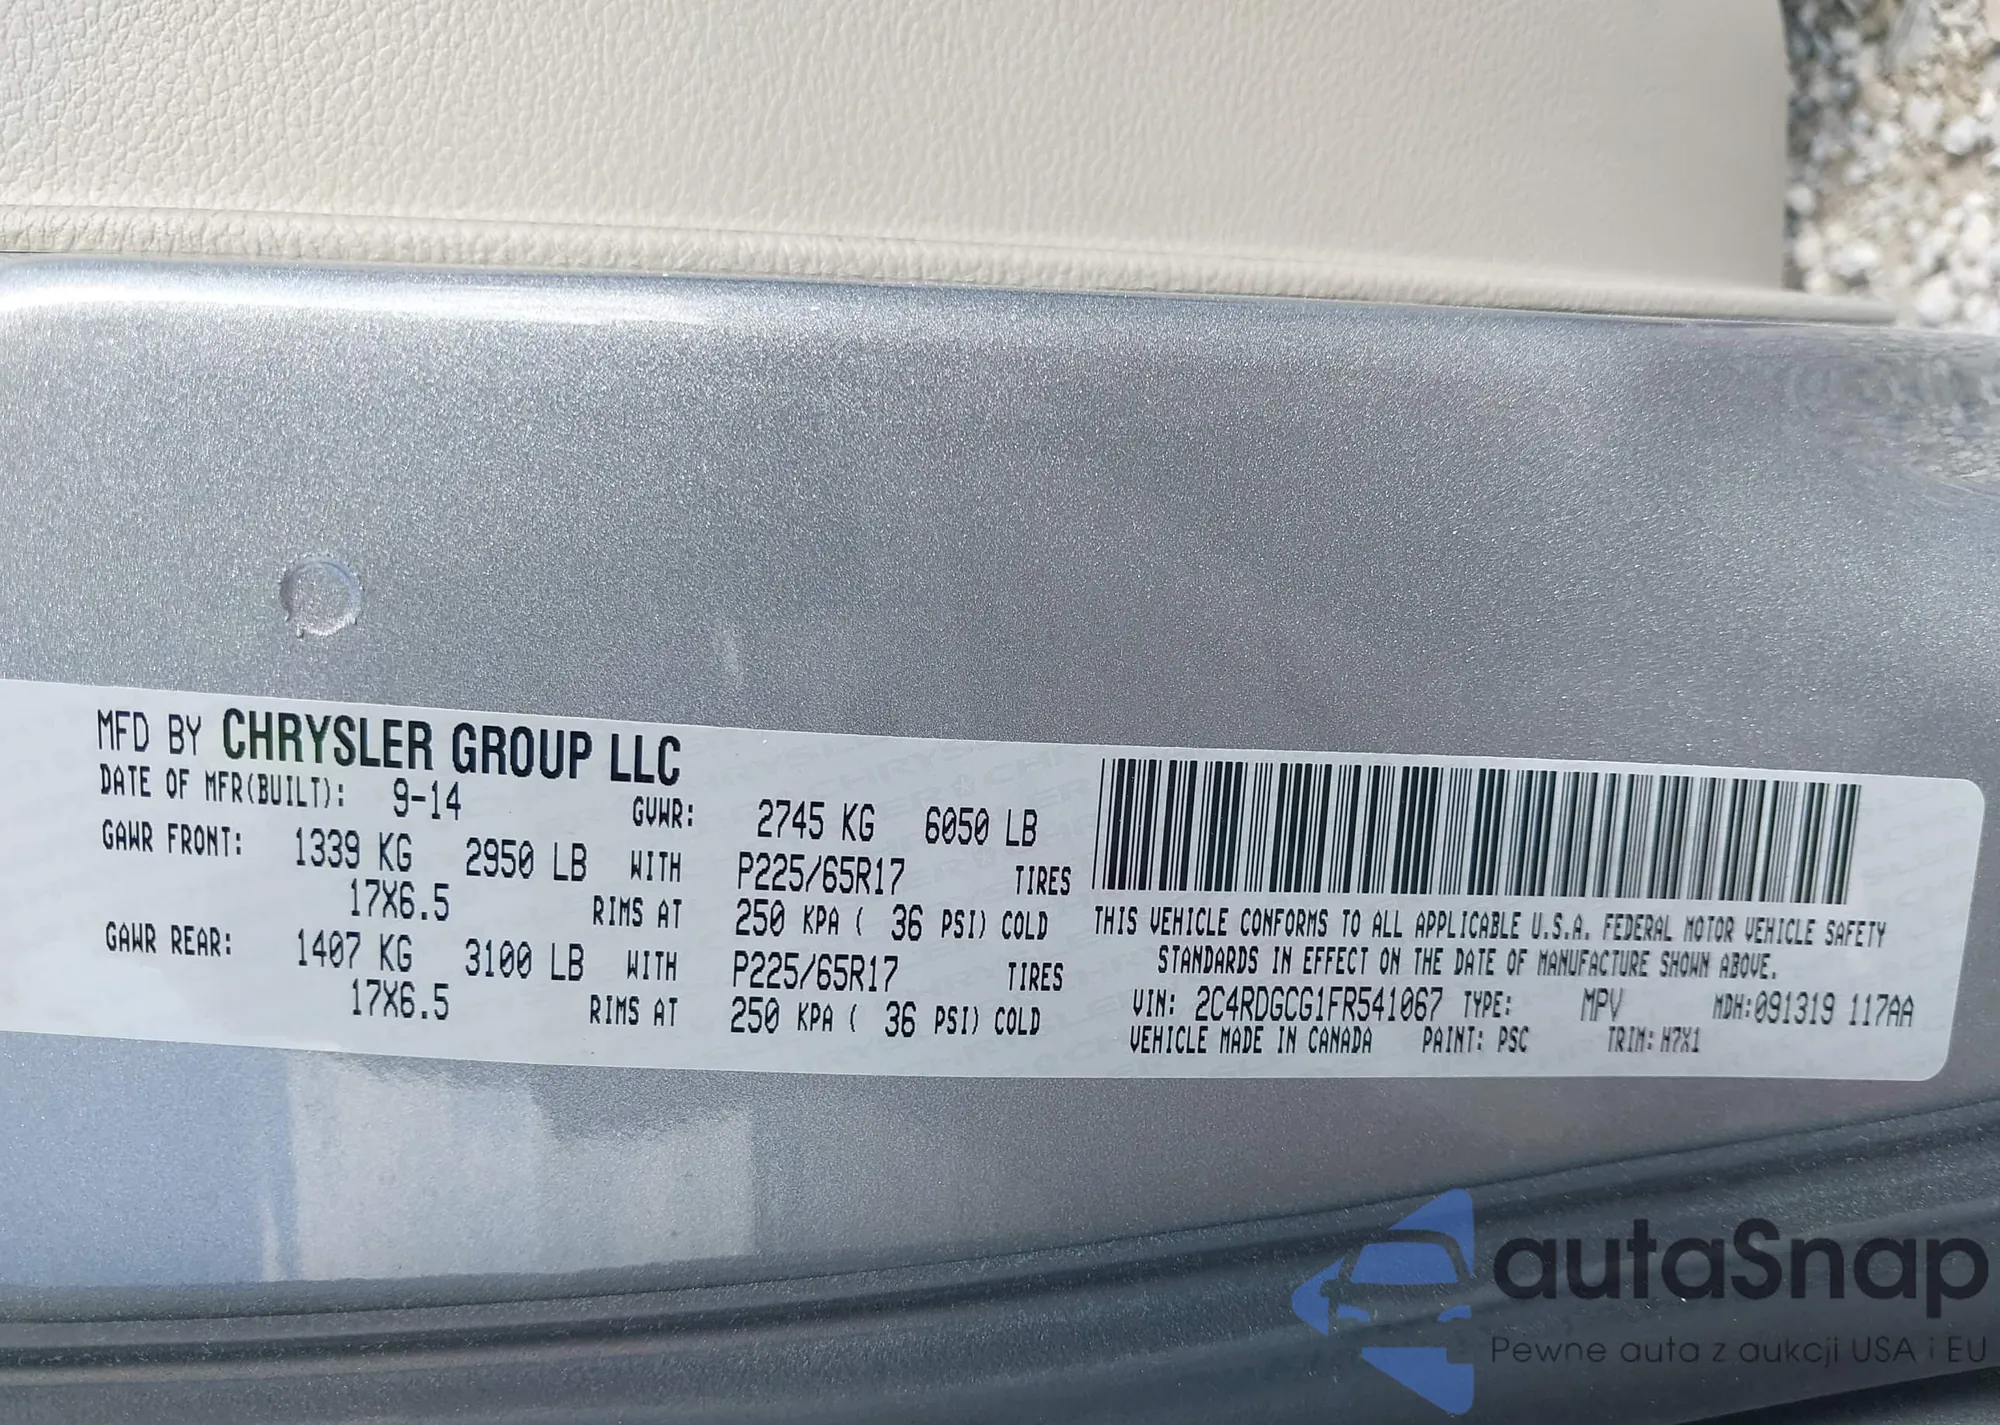 MFD BY CHRYSLER GROUP LLC
DATE OF MFR(BUILT): 9-14 GVWR: 2745 KG 6050 LB
GAWR FRONT: 1339 KG 2950 LB WITH P225/65R17 TIRES
17X6.5 RIMS AT 250 KPA ( 36 PSI) COLD
GAWR REAR: 1407 KG 3100 LB WITH P225/65R17 TIRES
17X6.5 RIMS AT 250 KPA ( 36 PSI) COLD
THIS VEHICLE CONFORMS TO ALL APPLICABLE U.S.A. FEDERAL MOTOR VEHICLE SAFETY
STANDARDS IN EFFECT ON THE DATE OF MANUFACTURE SHOWN ABOVE.
VIN: 2C4RDGCG1FR541067 TYPE: MPV MDH:091319 117AA
VEHICLE MADE IN CANADA PAINT: PSC TRIM: H7X1
autaSnap
Pewne auta z aukcji USA i EU